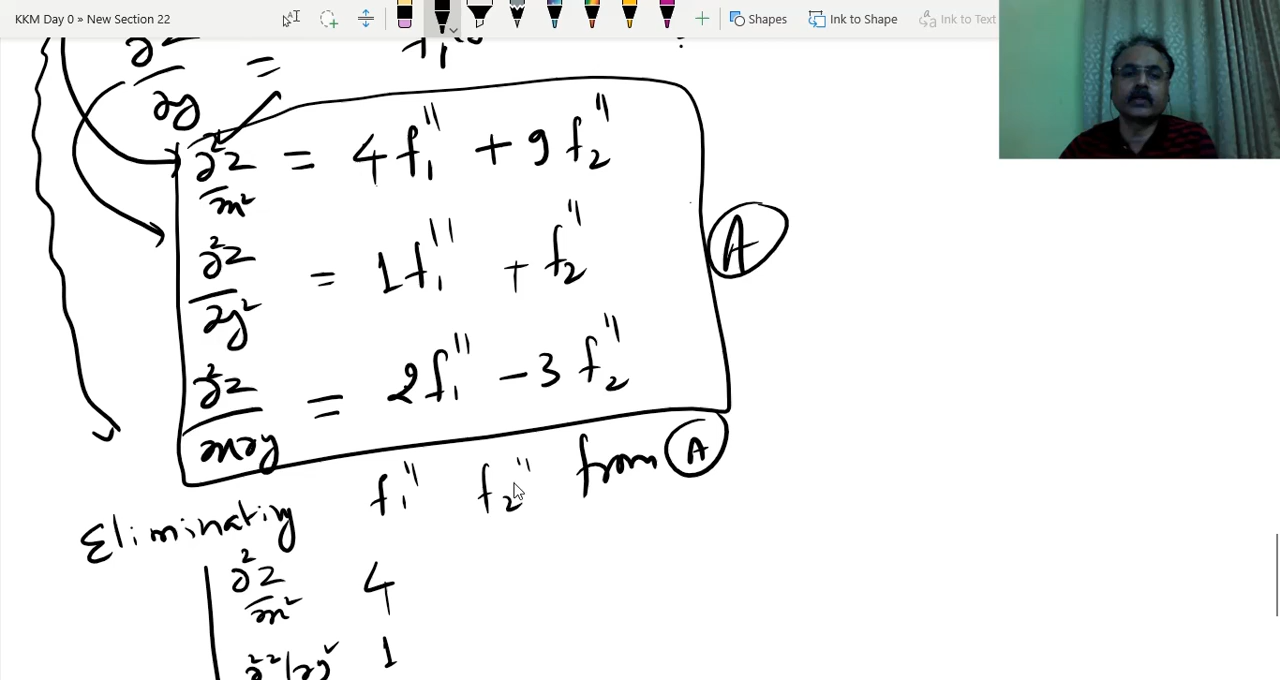 KKM Day 0 » New Section 22
Shapes
Ink to Shape
Ink to Text
∂z/∂y =
∂²z/∂x² = 4f₁'' + 9f₂''
∂²z/∂y² = 1f₁'' + f₂''
A
∂²z/∂x∂y = 2f₁'' - 3f₂''
Eliminating f₁'' f₂'' from A
∂²z/∂x² 4
∂²z/∂y² 1